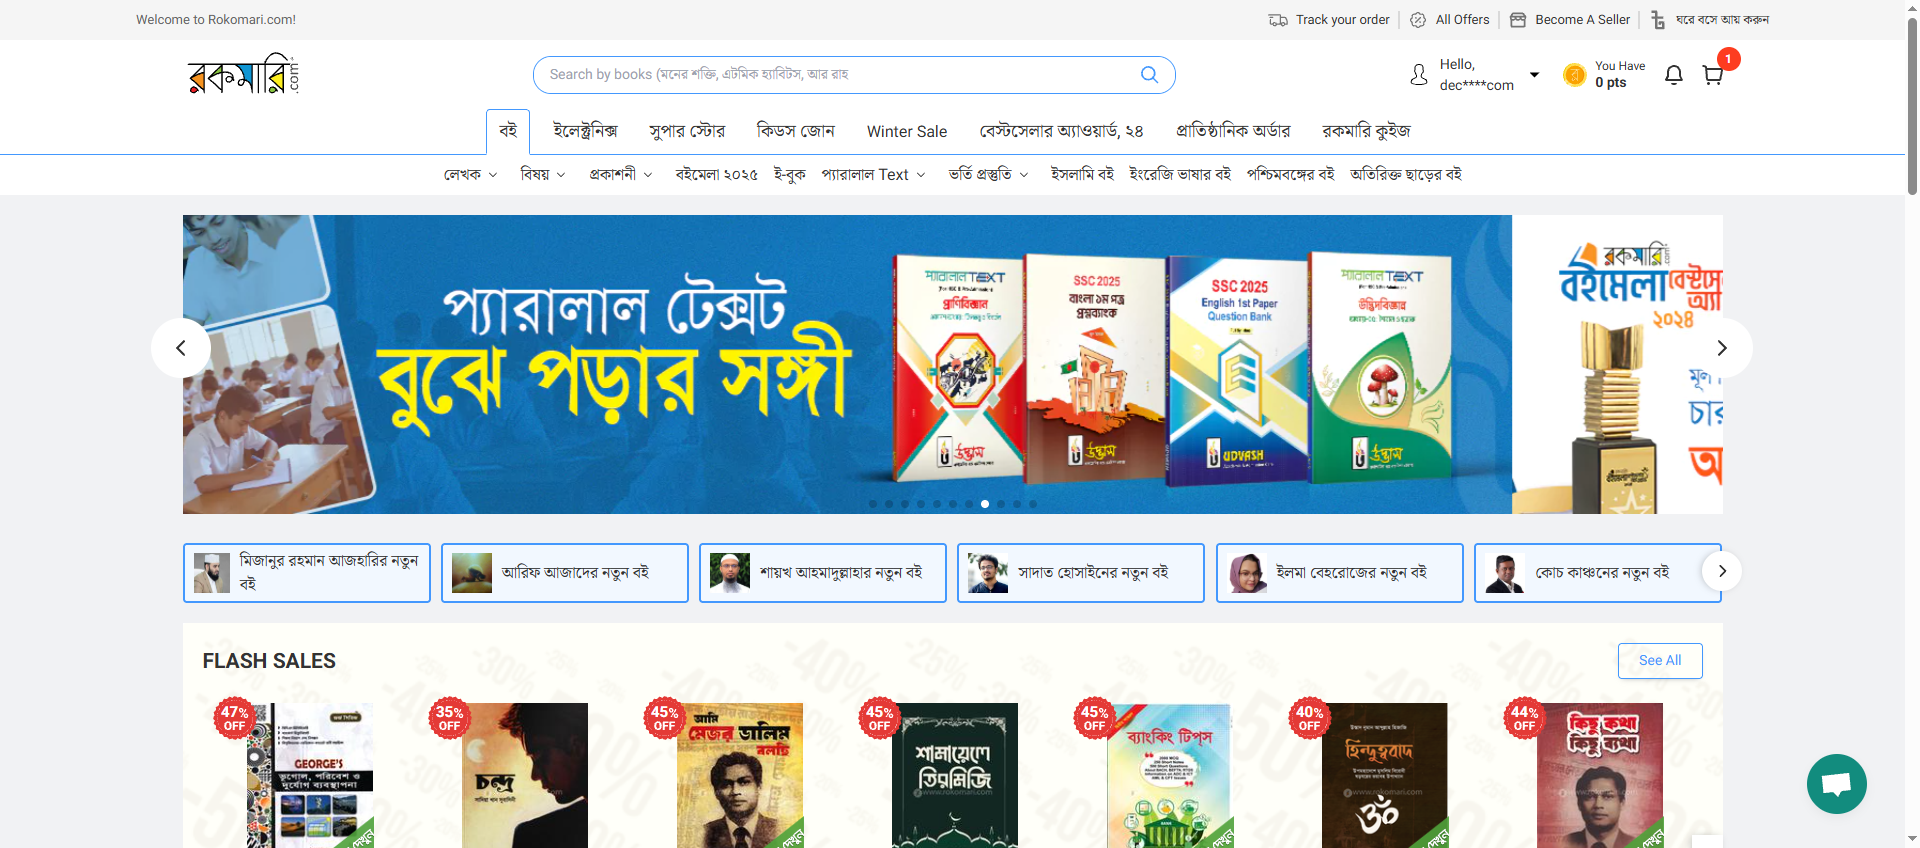 Welcome to Rokomari.com!
Track your order
All Offers
Become A Seller
ঘরে বসে আয় করুন
রকমারি.com
Search by books (মনের শক্তি, এটমিক হ্যাবিটস, আর রাহ
Hello,
dec****com
You Have
0 pts
1
বই
ইলেক্ট্রনিক্স
সুপার স্টোর
কিডস জোন
Winter Sale
বেস্টসেলার অ্যাওয়ার্ড, ২৪
প্রাতিষ্ঠানিক অর্ডার
রকমারি কুইজ
লেখক
বিষয়
প্রকাশনী
বইমেলা ২০২৫
ই-বুক
প্যারালাল Text
ভর্তি প্রস্তুতি
ইসলামি বই
ইংরেজি ভাষার বই
পশ্চিমবঙ্গের বই
অতিরিক্ত ছাড়ের বই
প্যারালাল টেক্সট
বুঝে পড়ার সঙ্গী
প্যারালাল TEXT
প্রাণিবিজ্ঞান
উদ্ভাস
SSC 2025
বাংলা ১ম পত্র
প্রশ্নব্যাংক
উদ্ভাস
SSC 2025
English 1st Paper
Question Bank
UDVASH
প্যারালাল TEXT
উদ্ভিদবিজ্ঞান
উদ্ভাস
রকমারি.com
বইমেলা
২০২৪
মিজানুর রহমান আজহারির নতুন
বই
আরিফ আজাদের নতুন বই
শায়খ আহমাদুল্লাহার নতুন বই
সাদাত হোসাইনের নতুন বই
ইলমা বেহরোজের নতুন বই
কোচ কাঞ্চনের নতুন বই
FLASH SALES
See All
47% OFF
GEORGE'S
ভূগোল, পরিবেশ ও
দুর্যোগ ব্যবস্থাপনা
35% OFF
চন্দ্র
45% OFF
আমি
মেজর ডালিম
বলছি
45% OFF
শামায়েলে
তিরমিজি
www.rokomari.com
45% OFF
ব্যাংকিং টিপ্‌স
40% OFF
হিন্দুত্ববাদ
ॐ
44% OFF
কিছু কথা
কিছু ব্যথা